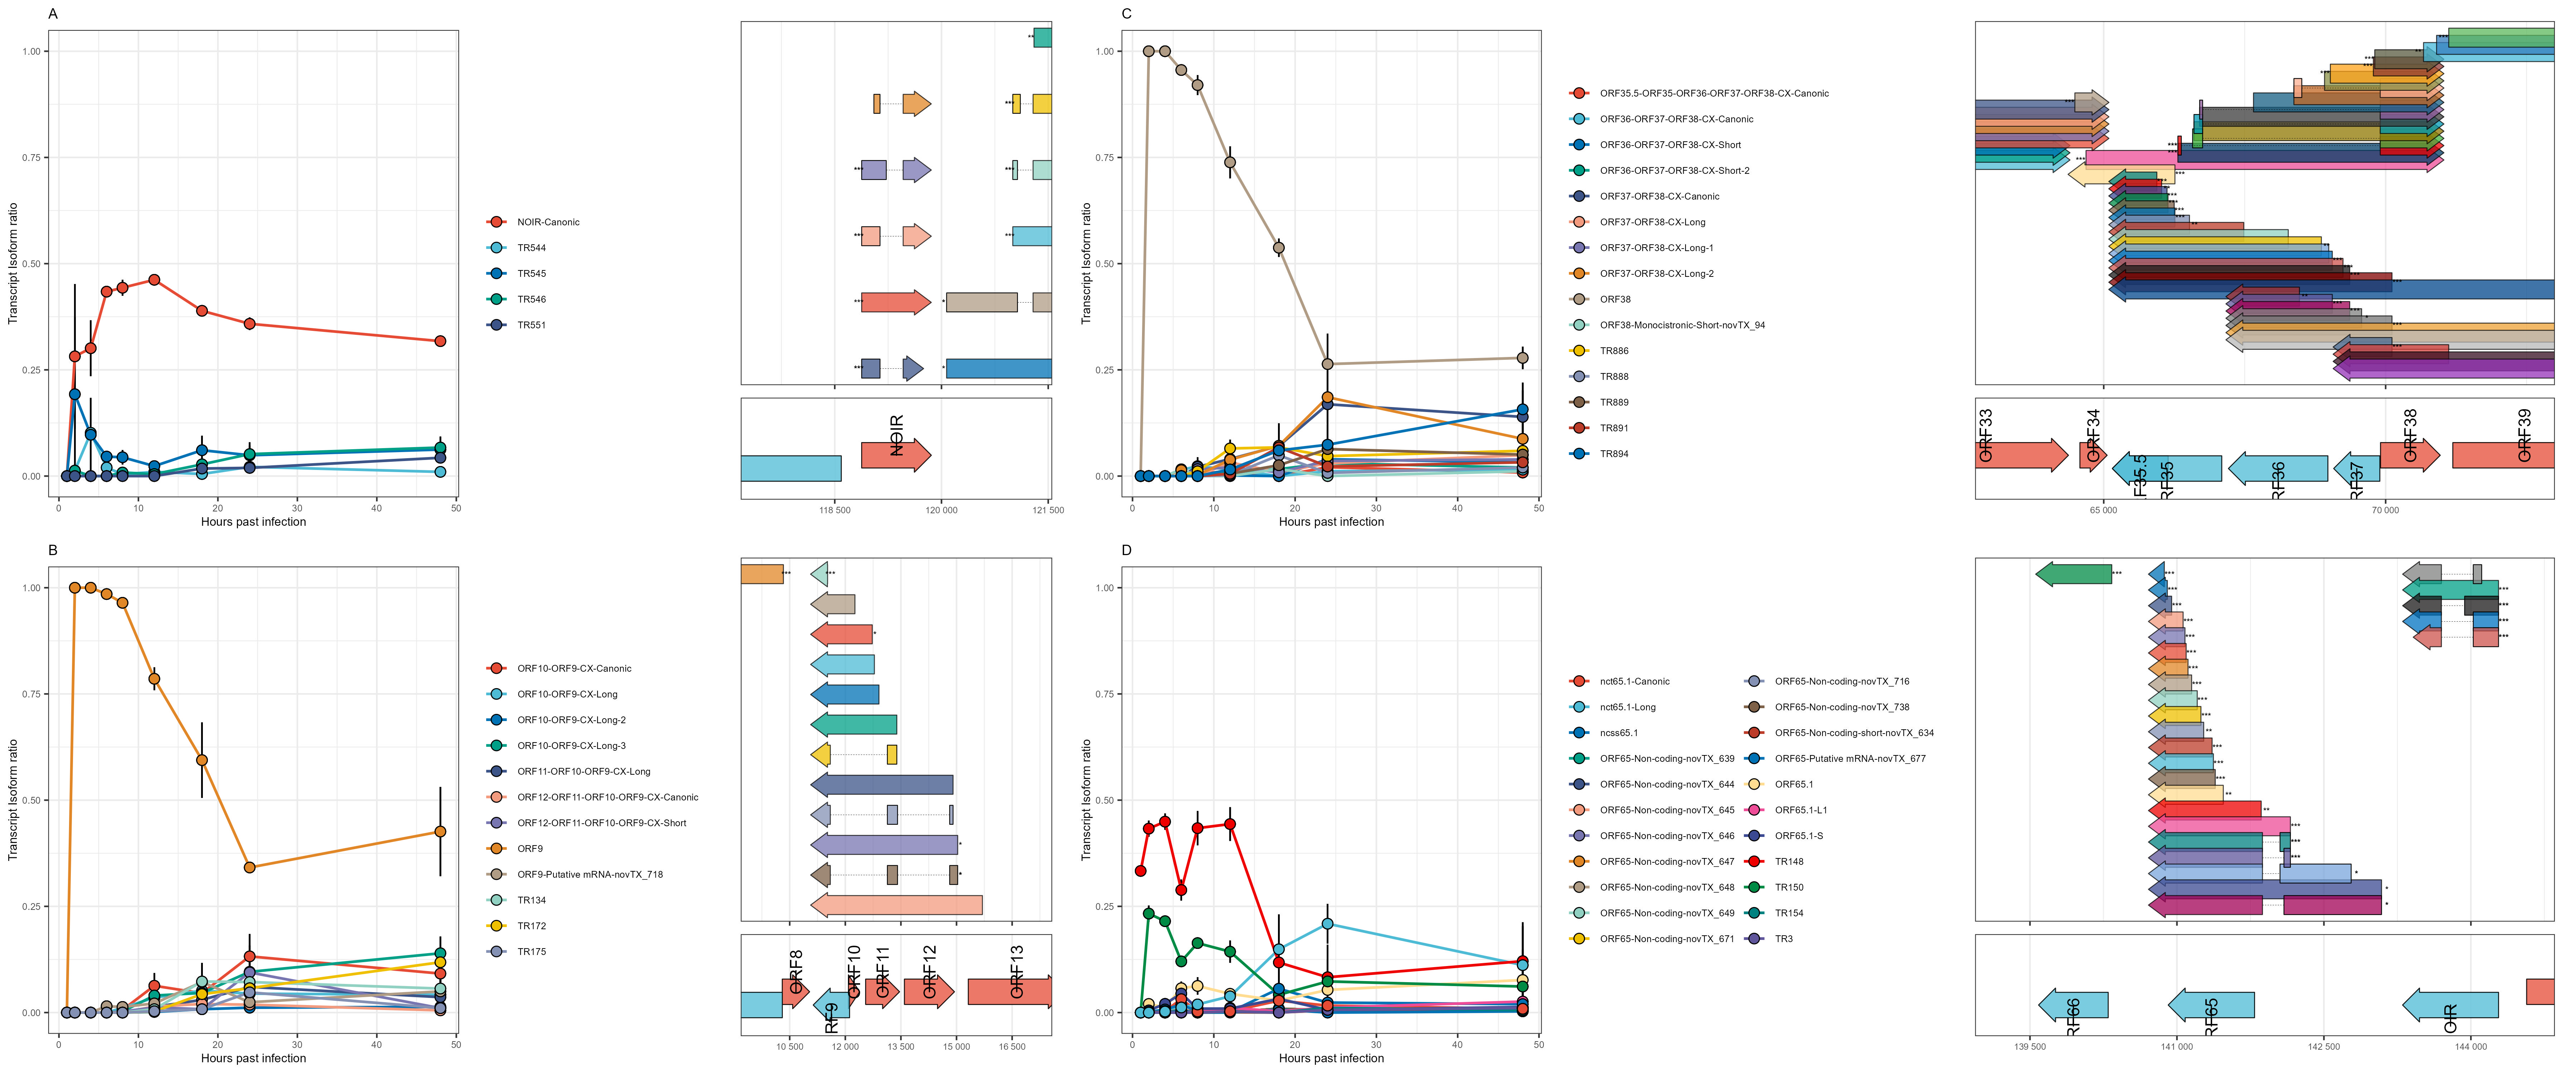 A
1.00
0.75
0.50
0.25
0.00
Transcript Isoform ratio
0
10
20
30
40
50
Hours past infection
NOIR-Canonic
TR544
TR545
TR546
TR551
NOIR
118 500
120 000
121 500
B
1.00
0.75
0.50
0.25
0.00
Transcript Isoform ratio
0
10
20
30
40
50
Hours past infection
ORF10-ORF9-CX-Canonic
ORF10-ORF9-CX-Long
ORF10-ORF9-CX-Long-2
ORF10-ORF9-CX-Long-3
ORF11-ORF10-ORF9-CX-Long
ORF12-ORF11-ORF10-ORF9-CX-Canonic
ORF12-ORF11-ORF10-ORF9-CX-Short
ORF9
ORF9-Putative mRNA-novTX_718
TR134
TR172
TR175
ORF8
RF9
ORF10
ORF11
ORF12
ORF13
10 500
12 000
13 500
15 000
16 500
C
1.00
0.75
0.50
0.25
0.00
Transcript Isoform ratio
0
10
20
30
40
50
Hours past infection
ORF35.5-ORF35-ORF36-ORF37-ORF38-CX-Canonic
ORF36-ORF37-ORF38-CX-Canonic
ORF36-ORF37-ORF38-CX-Short
ORF36-ORF37-ORF38-CX-Short-2
ORF37-ORF38-CX-Canonic
ORF37-ORF38-CX-Long
ORF37-ORF38-CX-Long-1
ORF37-ORF38-CX-Long-2
ORF38
ORF38-Monocistronic-Short-novTX_94
TR886
TR888
TR889
TR891
TR894
ORF33
ORF34
F35.5
RF35
RF36
RF37
ORF38
ORF39
65 000
70 000
D
1.00
0.75
0.50
0.25
0.00
Transcript Isoform ratio
0
10
20
30
40
50
Hours past infection
nct65.1-Canonic
nct65.1-Long
ncss65.1
ORF65-Non-coding-novTX_639
ORF65-Non-coding-novTX_644
ORF65-Non-coding-novTX_645
ORF65-Non-coding-novTX_646
ORF65-Non-coding-novTX_647
ORF65-Non-coding-novTX_648
ORF65-Non-coding-novTX_649
ORF65-Non-coding-novTX_671
ORF65-Non-coding-novTX_716
ORF65-Non-coding-novTX_738
ORF65-Non-coding-short-novTX_634
ORF65-Putative mRNA-novTX_677
ORF65.1
ORF65.1-L1
ORF65.1-S
TR148
TR150
TR154
TR3
RF66
RF65
OIR
139 500
141 000
142 500
144 000